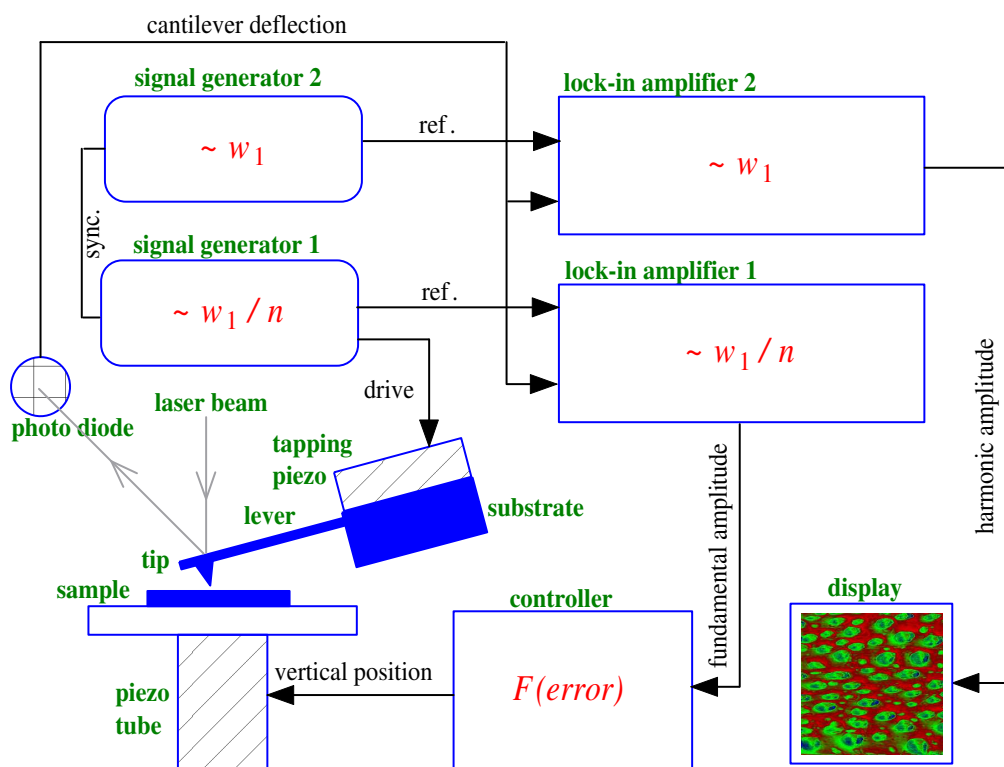 cantilever deflection
signal generator 2
~ w1
ref.
lock-in amplifier 2
~ w1
sync.
signal generator 1
~ w1 / n
ref.
lock-in amplifier 1
~ w1 / n
drive
photo diode
laser beam
tapping
piezo
lever
substrate
tip
sample
fundamental amplitude
harmonic amplitude
controller
F(error)
display
vertical position
piezo
tube